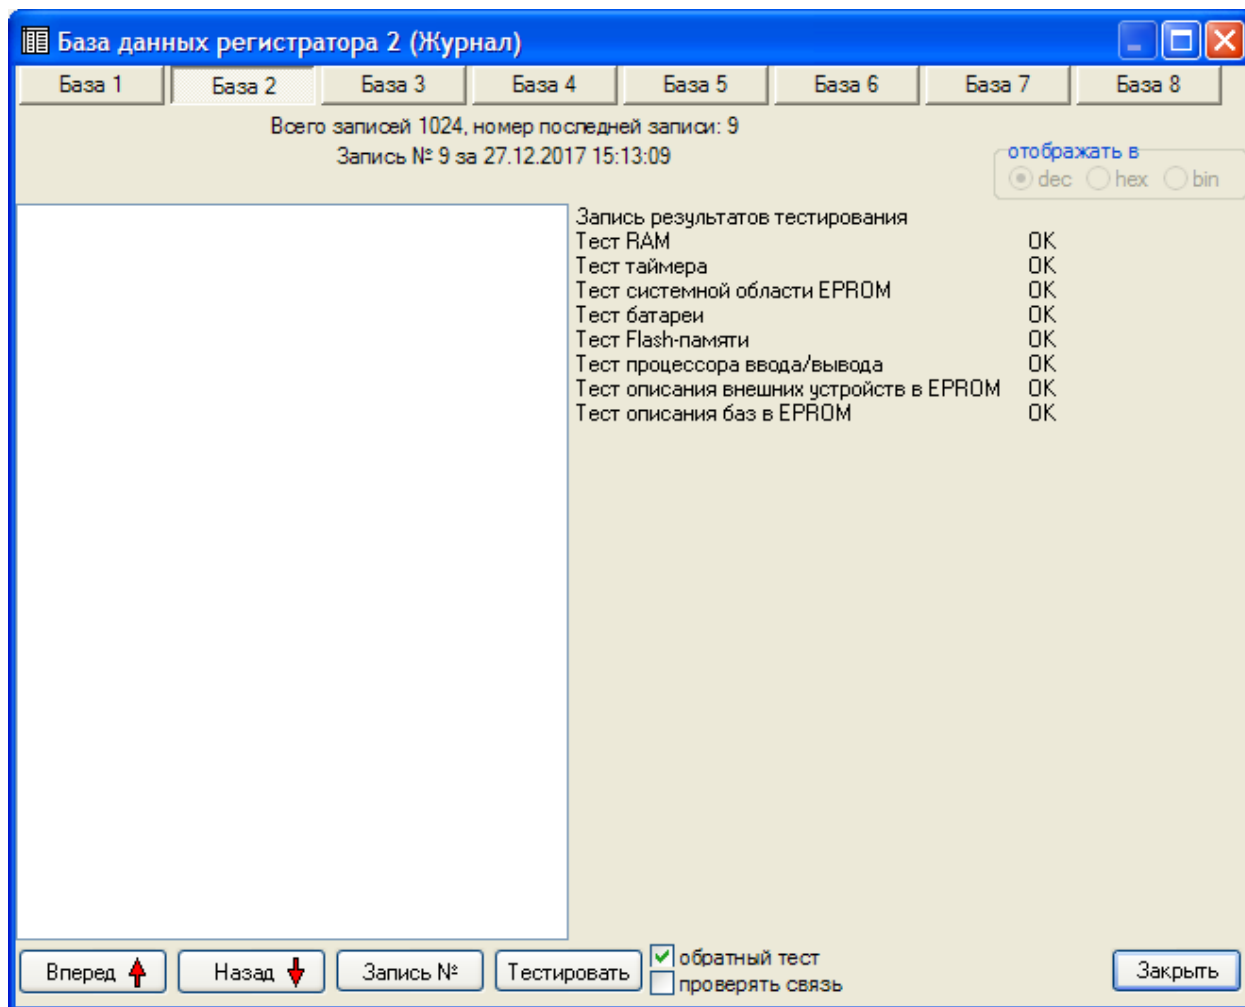 База данных регистратора 2 (Журнал)
База 1 База 2 База 3 База 4 База 5 База 6 База 7 База 8
Всего записей 1024, номер последней записи: 9
Запись № 9 за 27.12.2017 15:13:09
отображать в
dec hex bin
Запись результатов тестирования
Тест RAM OK
Тест таймера OK
Тест системной области EPROM OK
Тест батареи OK
Тест Flash-памяти OK
Тест процессора ввода/вывода OK
Тест описания внешних устройств в EPROM OK
Тест описания баз в EPROM OK
Вперед Назад Запись № Тестировать обратный тест Закрыть
проверять связь